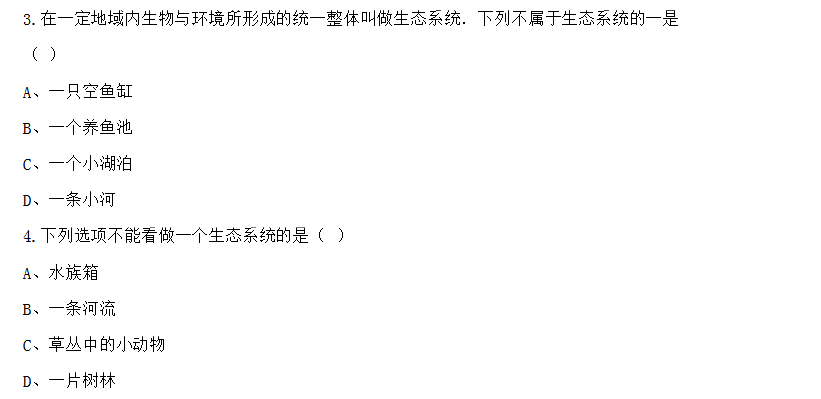 3.在一定地域内生物与环境所形成的统一整体叫做生态系统．下列不属于生态系统的一是
（ ）
A、一只空鱼缸
B、一个养鱼池
C、一个小湖泊
D、一条小河
4.下列选项不能看做一个生态系统的是（ ）
A、水族箱
B、一条河流
C、草丛中的小动物
D、一片树林